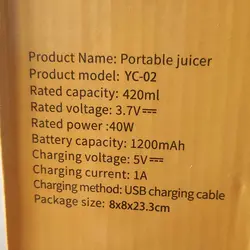 Product Name: Portable juicer
Product model: YC-02
Rated capacity: 420ml
Rated voltage: 3.7V⎓
Rated power :40W
Battery capacity: 1200mAh
Charging voltage: 5V⎓
Charging current: 1A
Charging method: USB charging cable
Package size: 8x8x23.3cm